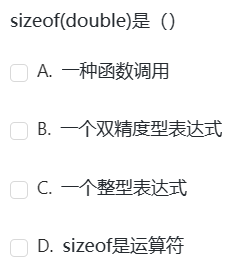 sizeof(double)是（）
A. 一种函数调用
B. 一个双精度型表达式
C. 一个整型表达式
D. sizeof是运算符